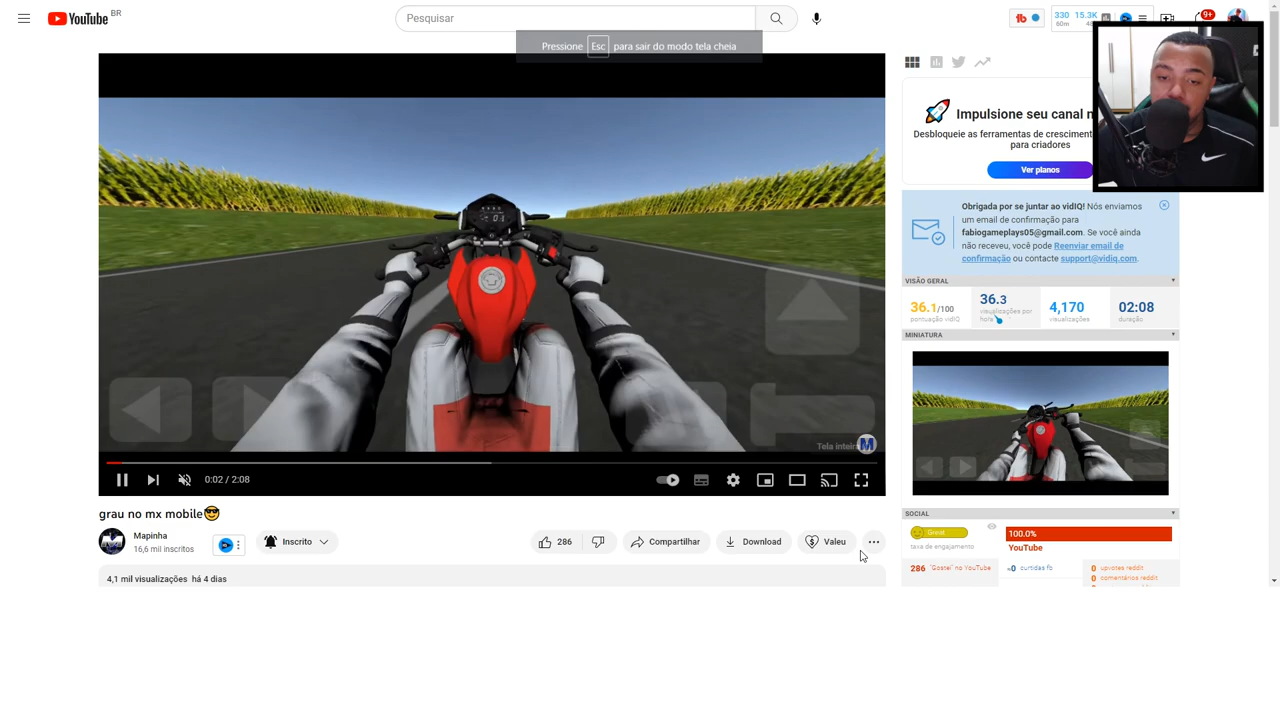 YouTube BR
Pesquisar
330 15.3K
60m
9+
Pressione Esc para sair do modo tela cheia
Impulsione seu canal
Desbloqueie as ferramentas de
para criadores
Ver planos
Obrigada por se juntar ao vidIQ! Nós enviamos
um email de confirmação para
fabiogameplays05@gmail.com. Se você ainda
não receveu, você pode Reenviar email de
confirmação ou contacte support@vidiq.com.
VISÃO GERAL
36.1/100
pontuação vidIQ
36.3
visualizações por
hora
4,170
visualizações
02:08
duração
MINIATURA
Tela inteira
M
0:02 / 2:08
grau no mx mobile😎
Mapinha
16,6 mil inscritos
Inscrito
286
Compartilhar
Download
Valeu
4,1 mil visualizações há 4 dias
SOCIAL
Great
taxa de engajamento
100.0%
YouTube
286 "Gostei" no YouTube
~0 curtidas fb
0 upvotes reddit
0 comentários reddit